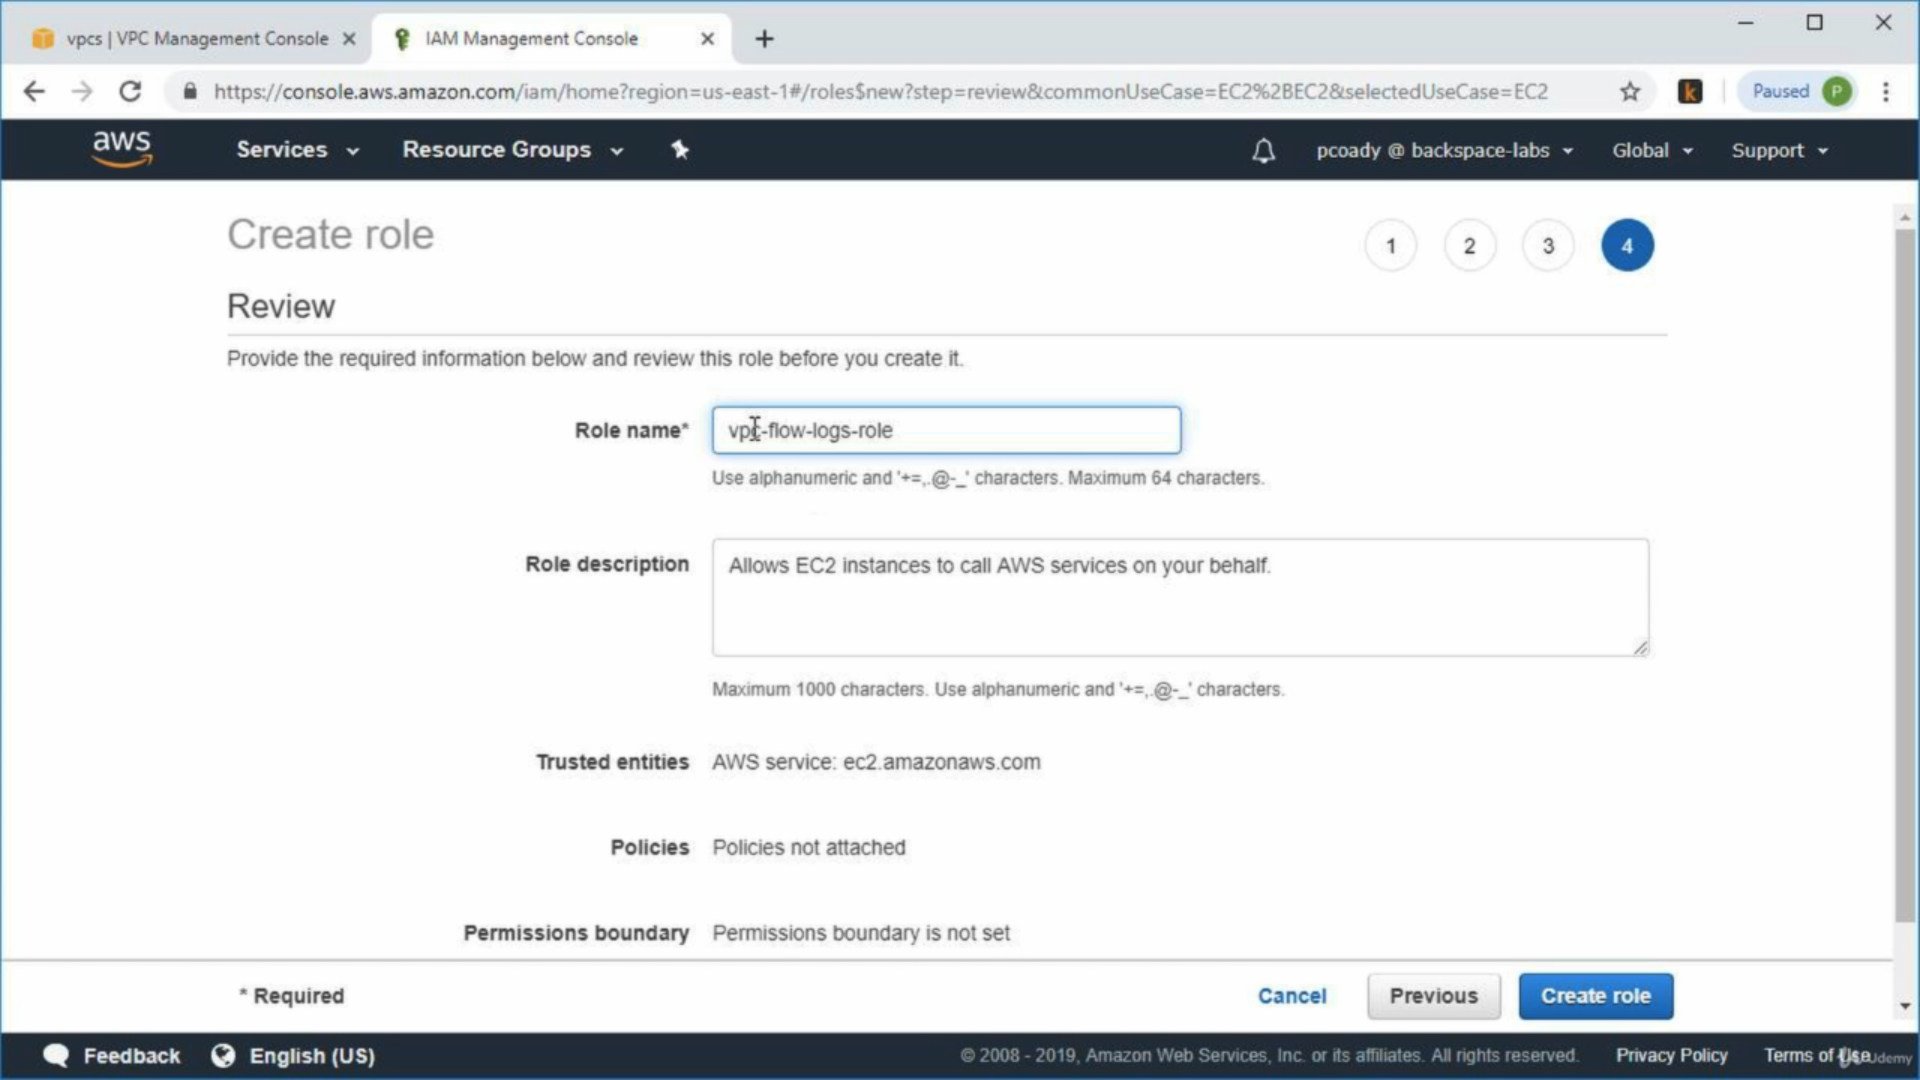 vpcs | VPC Management Console
IAM Management Console
https://console.aws.amazon.com/iam/home?region=us-east-1#/roles$new?step=review&commonUseCase=EC2%2BEC2&selectedUseCase=EC2
k
Paused P
aws Services Resource Groups pcoady @ backspace-labs Global Support
Create role 1 2 3 4
Review
Provide the required information below and review this role before you create it.
Role name* vpc-flow-logs-role
Use alphanumeric and '+=,.@-_' characters. Maximum 64 characters.
Role description Allows EC2 instances to call AWS services on your behalf.
Maximum 1000 characters. Use alphanumeric and '+=,.@-_' characters.
Trusted entities AWS service: ec2.amazonaws.com
Policies Policies not attached
Permissions boundary Permissions boundary is not set
* Required Cancel Previous Create role
Feedback English (US) © 2008 - 2019, Amazon Web Services, Inc. or its affiliates. All rights reserved. Privacy Policy Terms of Use
Udemy